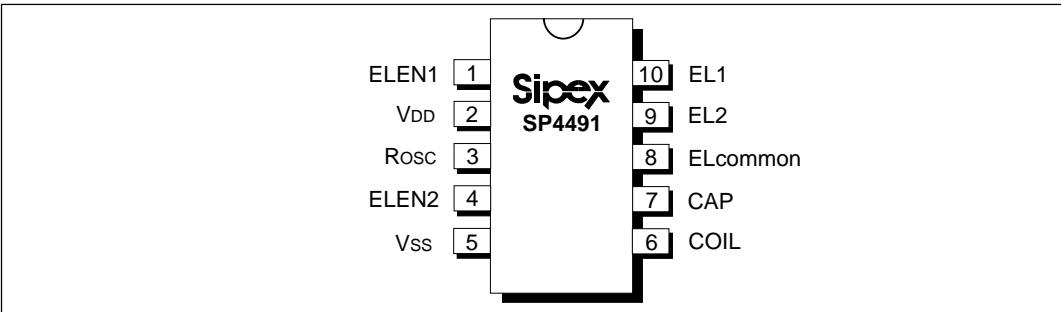 ELEN1 1
VDD 2
ROSC 3
ELEN2 4
VSS 5
Sipex
SP4491
10 EL1
9 EL2
8 ELcommon
7 CAP
6 COIL